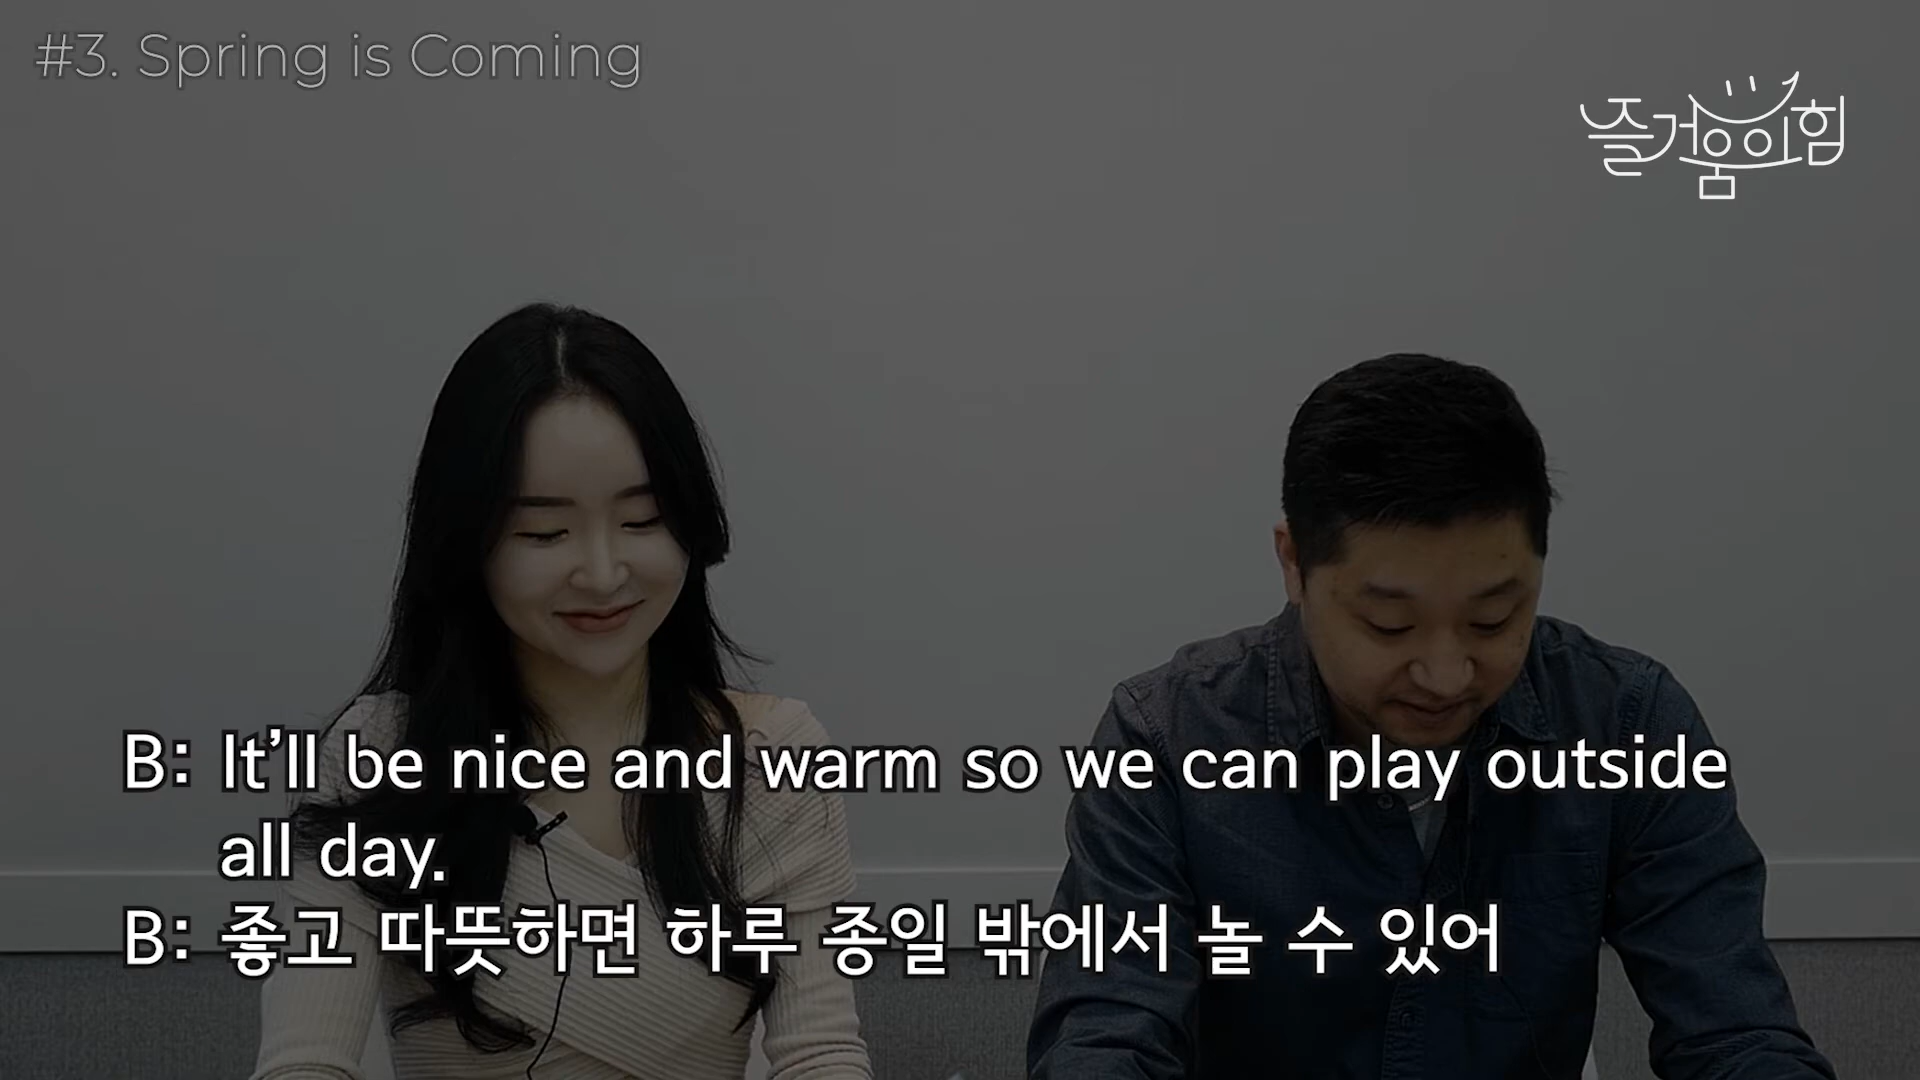 #3. Spring is Coming
즐거움의힘
B: It’ll be nice and warm so we can play outside
all day.
B: 좋고 따뜻하면 하루 종일 밖에서 놀 수 있어